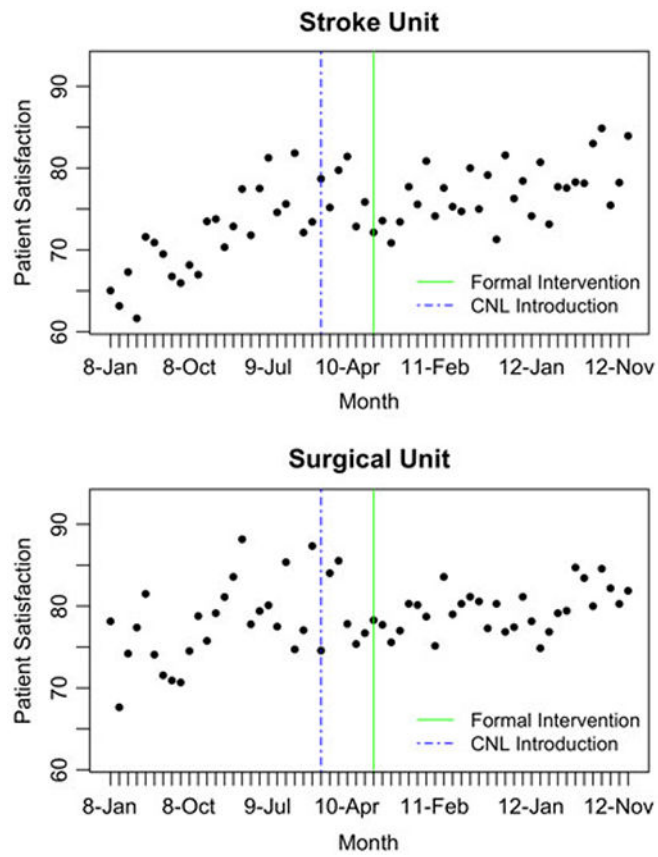 Stroke Unit
90
80
70
60
Patient Satisfaction
Formal Intervention
CNL Introduction
8-Jan 8-Oct 9-Jul 10-Apr 11-Feb 12-Jan 12-Nov
Month
Surgical Unit
90
80
70
60
Patient Satisfaction
Formal Intervention
CNL Introduction
8-Jan 8-Oct 9-Jul 10-Apr 11-Feb 12-Jan 12-Nov
Month